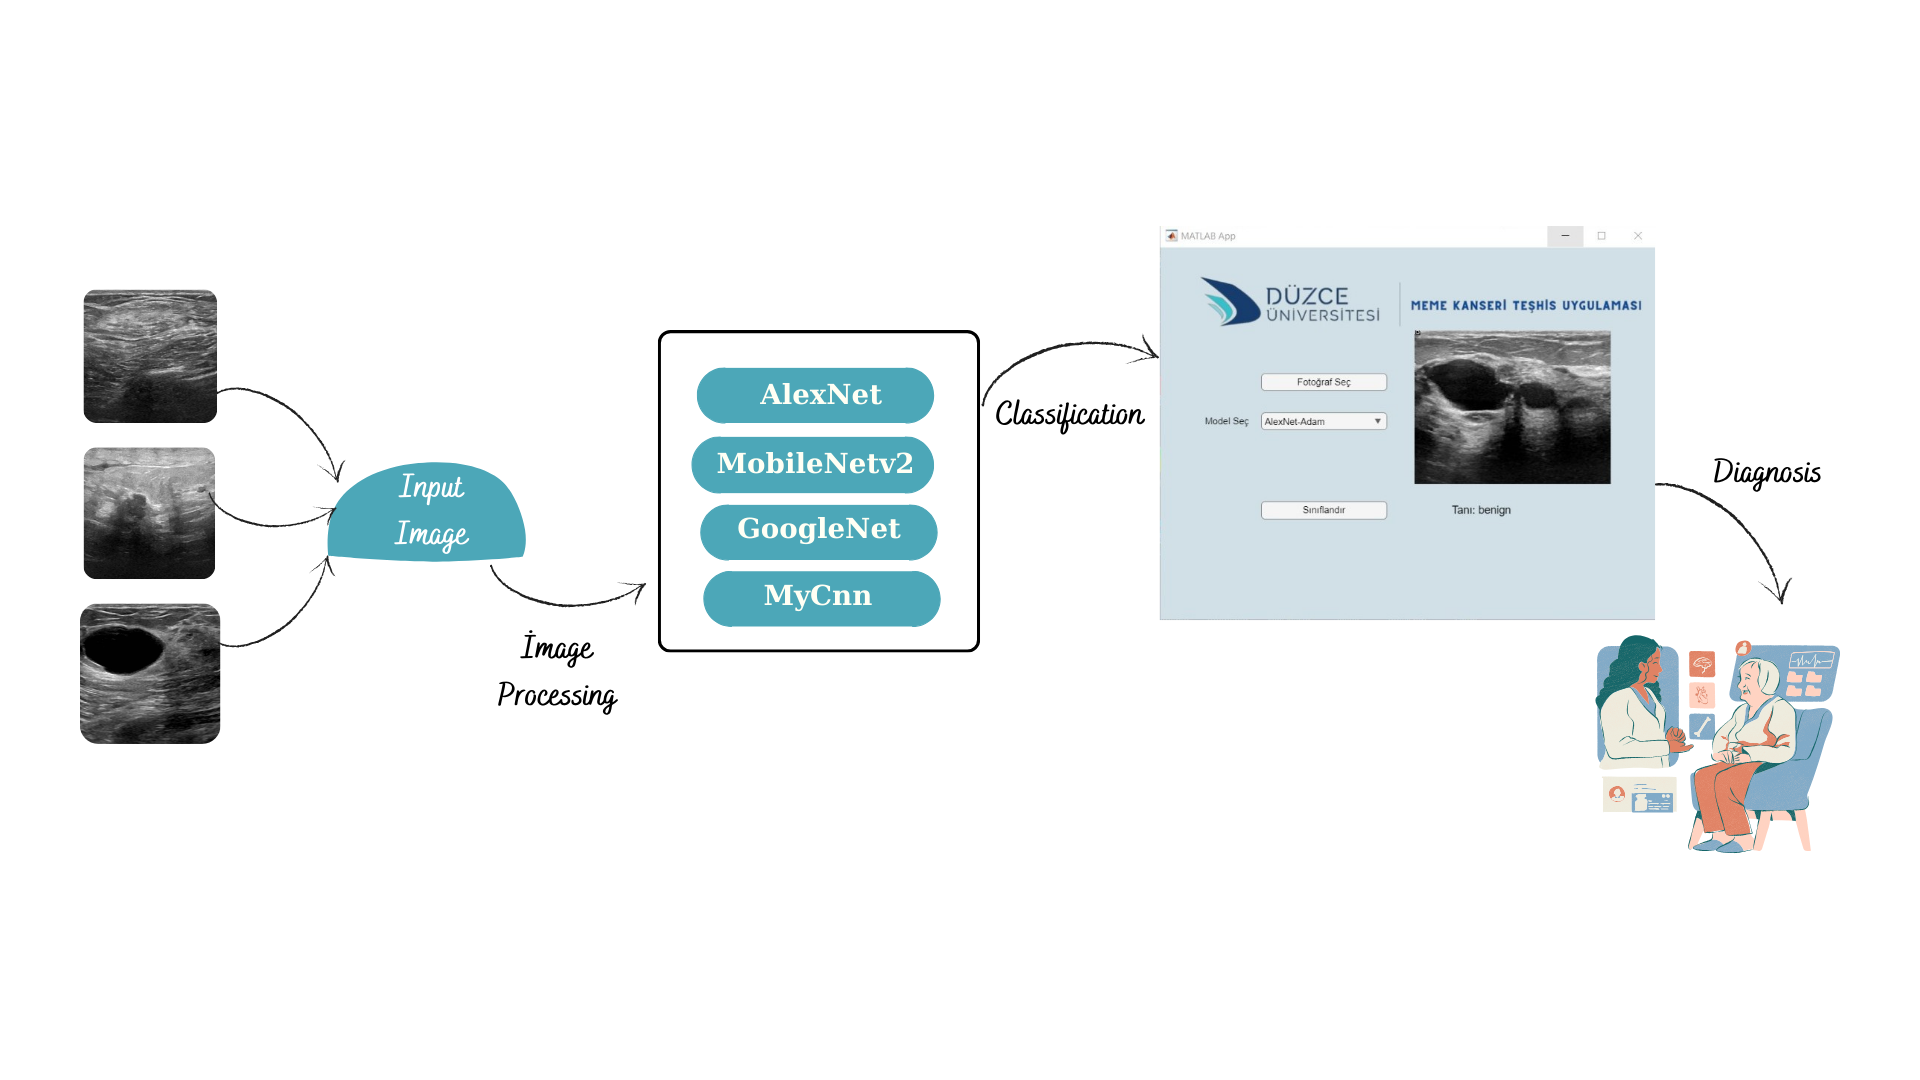 Input
Image
İmage
Processing
AlexNet
MobileNetv2
GoogleNet
MyCnn
Classification
MATLAB App
DÜZCE
ÜNİVERSİTESİ
MEME KANSERİ TEŞHİS UYGULAMASI
Fotoğraf Seç
Model Seç
AlexNet-Adam
Sınıflandır
Tanı: benign
Diagnosis